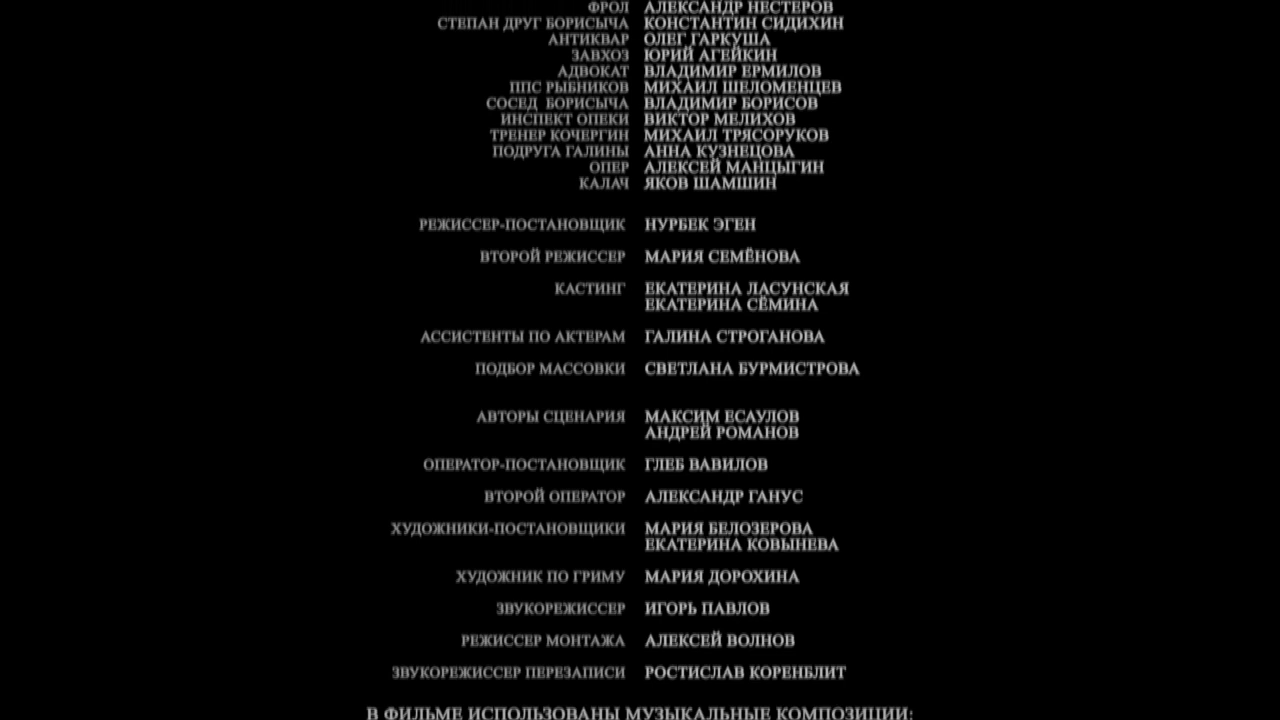 ФРОЛ АЛЕКСАНДР НЕСТЕРОВ
СТЕПАН ДРУГ БОРИСЫЧА КОНСТАНТИН СИДИХИН
АНТИКВАР ОЛЕГ ГАРКУША
ЗАВХОЗ ЮРИЙ АГЕЙКИН
АДВОКАТ ВЛАДИМИР ЕРМИЛОВ
ППС РЫБНИКОВ МИХАИЛ ШЕЛОМЕНЦЕВ
СОСЕД БОРИСЫЧА ВЛАДИМИР БОРИСОВ
ИНСПЕКТ ОПЕКИ ВИКТОР МЕЛИХОВ
ТРЕНЕР КОЧЕРГИН МИХАИЛ ТРЯСОРУКОВ
ПОДРУГА ГАЛИНЫ АННА КУЗНЕЦОВА
ОПЕР АЛЕКСЕЙ МАНЦЫГИН
КАЛАЧ ЯКОВ ШАМШИН
РЕЖИССЕР-ПОСТАНОВЩИК НУРБЕК ЭГЕН
ВТОРОЙ РЕЖИССЕР МАРИЯ СЕМЁНОВА
КАСТИНГ ЕКАТЕРИНА ЛАСУНСКАЯ
ЕКАТЕРИНА СЁМИНА
АССИСТЕНТЫ ПО АКТЕРАМ ГАЛИНА СТРОГАНОВА
ПОДБОР МАССОВКИ СВЕТЛАНА БУРМИСТРОВА
АВТОРЫ СЦЕНАРИЯ МАКСИМ ЕСАУЛОВ
АНДРЕЙ РОМАНОВ
ОПЕРАТОР-ПОСТАНОВЩИК ГЛЕБ ВАВИЛОВ
ВТОРОЙ ОПЕРАТОР АЛЕКСАНДР ГАНУС
ХУДОЖНИКИ-ПОСТАНОВЩИКИ МАРИЯ БЕЛОЗЕРОВА
ЕКАТЕРИНА КОВЫНЕВА
ХУДОЖНИК ПО ГРИМУ МАРИЯ ДОРОХИНА
ЗВУКОРЕЖИССЕР ИГОРЬ ПАВЛОВ
РЕЖИССЕР МОНТАЖА АЛЕКСЕЙ ВОЛНОВ
ЗВУКОРЕЖИССЕР ПЕРЕЗАПИСИ РОСТИСЛАВ КОРЕНБЛИТ
В ФИЛЬМЕ ИСПОЛЬЗОВАНЫ МУЗЫКАЛЬНЫЕ КОМПОЗИЦИИ: